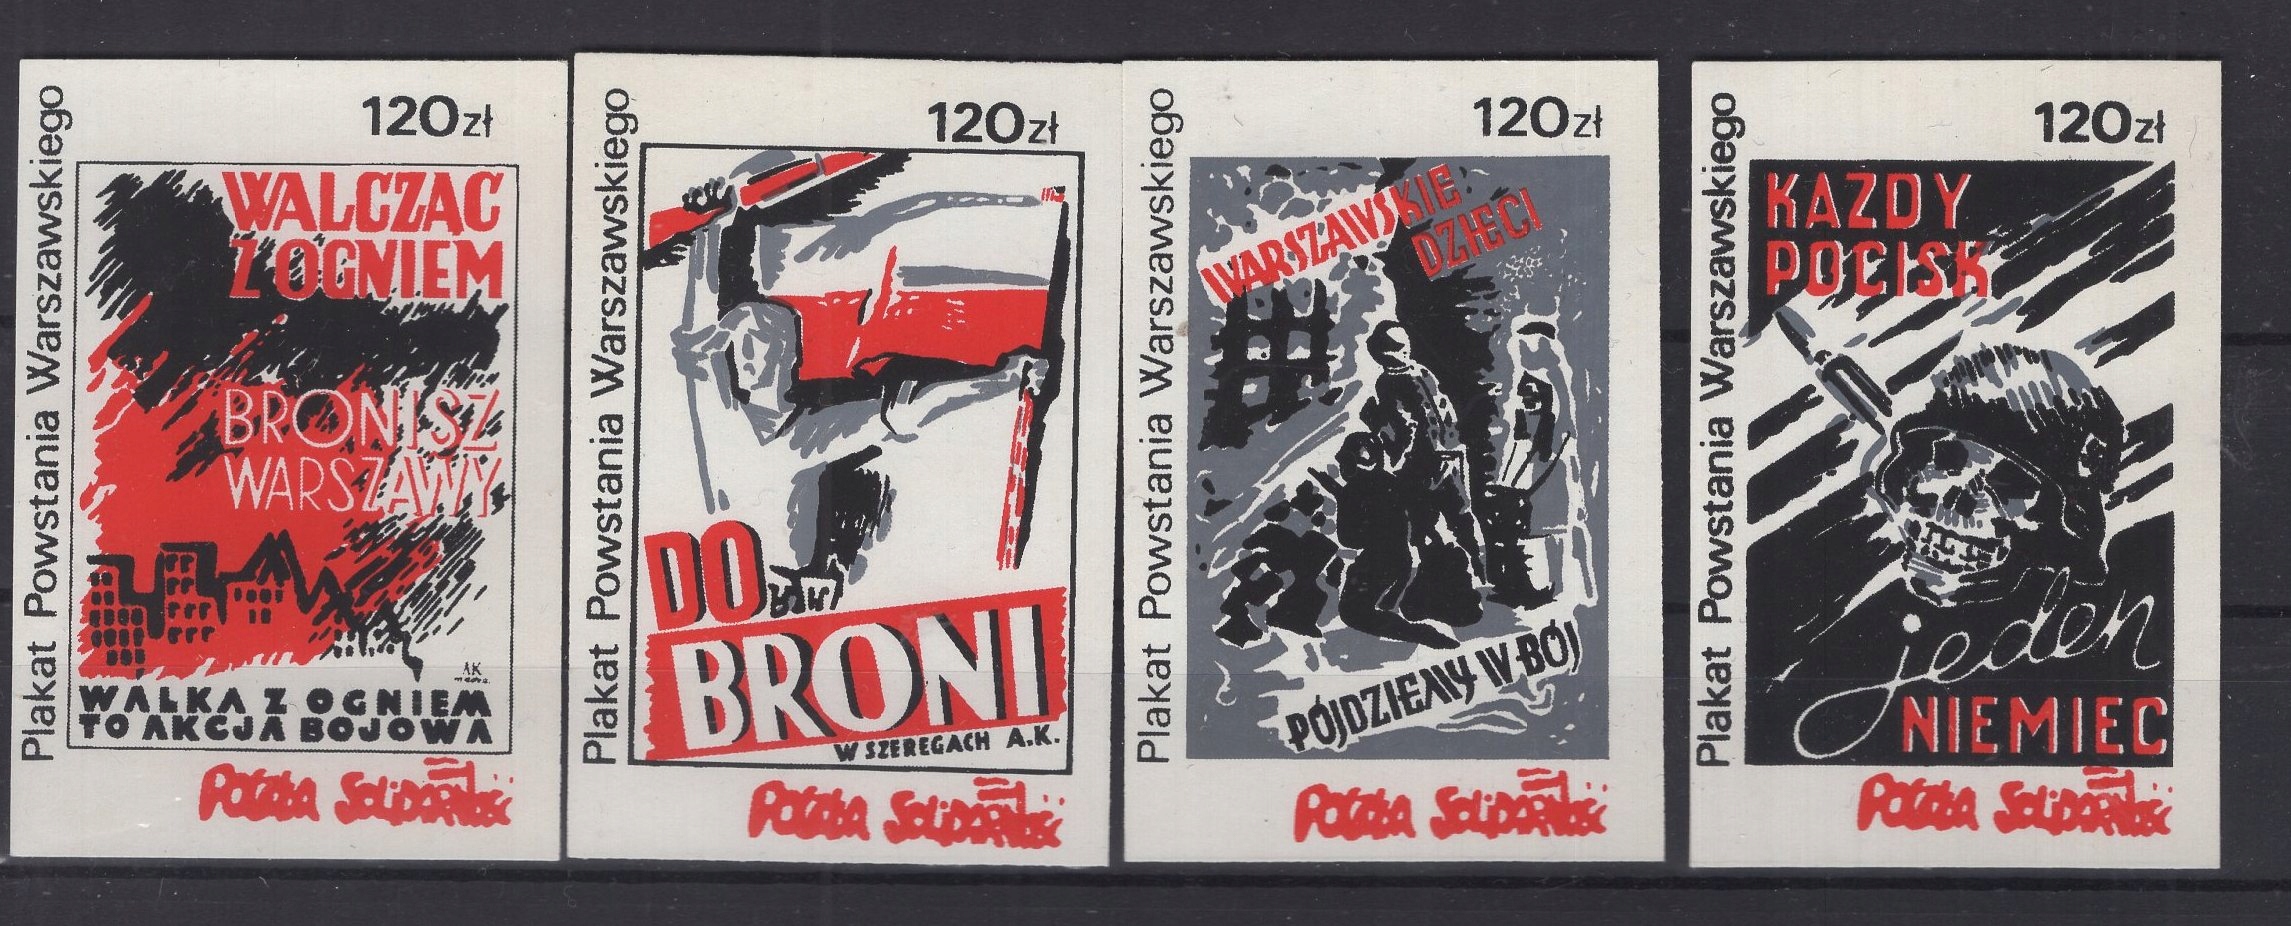 Plakat Powstania Warszawskiego
120zł
WALCZĄC
Z OGNIEM
BRONISZ
WARSZAWY
AK
WALKA Z OGNIEM
TO AKCJA BOJOWA
Poczta Solidarność
Plakat Powstania Warszawskiego
120zł
DO
BRONI
W SZEREGACH A.K.
Poczta Solidarność
Plakat Powstania Warszawskiego
120zł
WARSZAWSKIE
DZIECI
PÓJDZIEMY W BÓJ
Poczta Solidarność
Plakat Powstania Warszawskiego
120zł
KAŻDY
POCISK
jeden
NIEMIEC
Poczta Solidarność